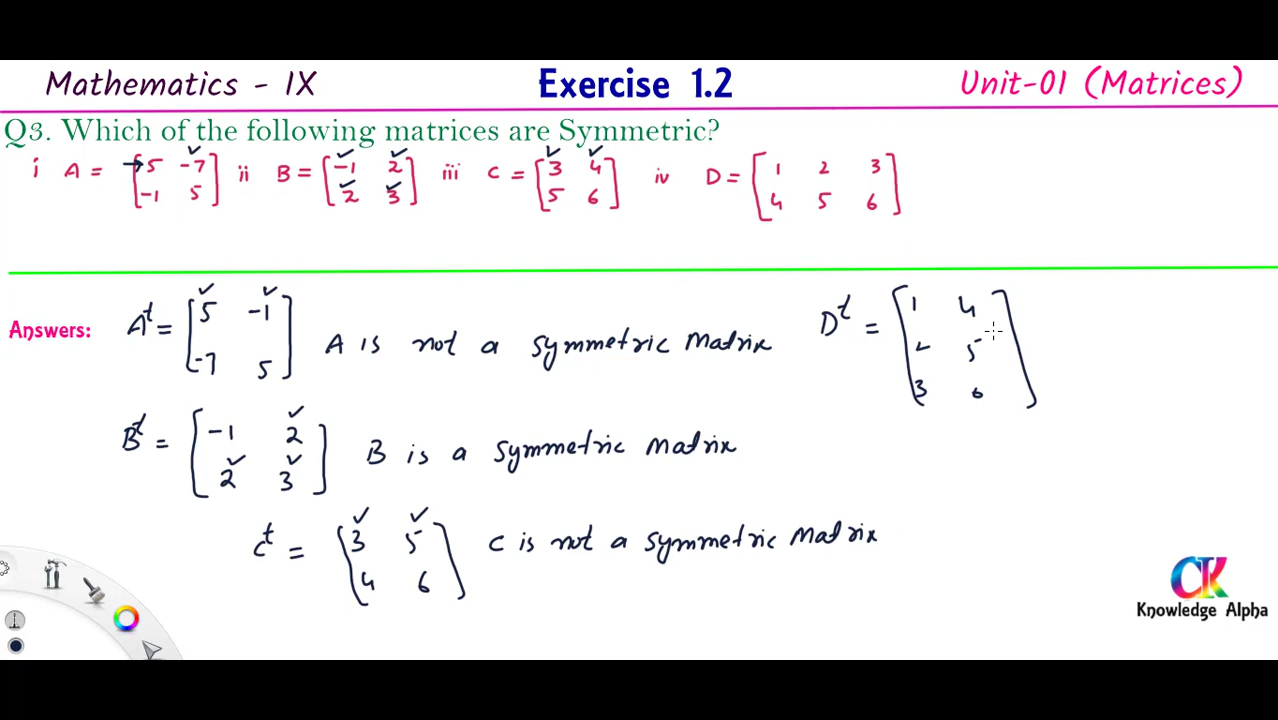 Mathematics - IX Exercise 1.2 Unit-01 (Matrices)
Q3. Which of the following matrices are Symmetric?
i A = [5 -7 ii B = [-1 2 iii C = [3 4 iv D = [1 2 3
-1 5] 2 3] 5 6] 4 5 6]
Answers:
A^t = [5 -1
-7 5] A is not a symmetric Matrix
B^t = [-1 2
2 3] B is a symmetric Matrix
C^t = [3 5
4 6] C is not a symmetric Matrix
D^t = [1 4
2 5
3 6]
CK
Knowledge Alpha